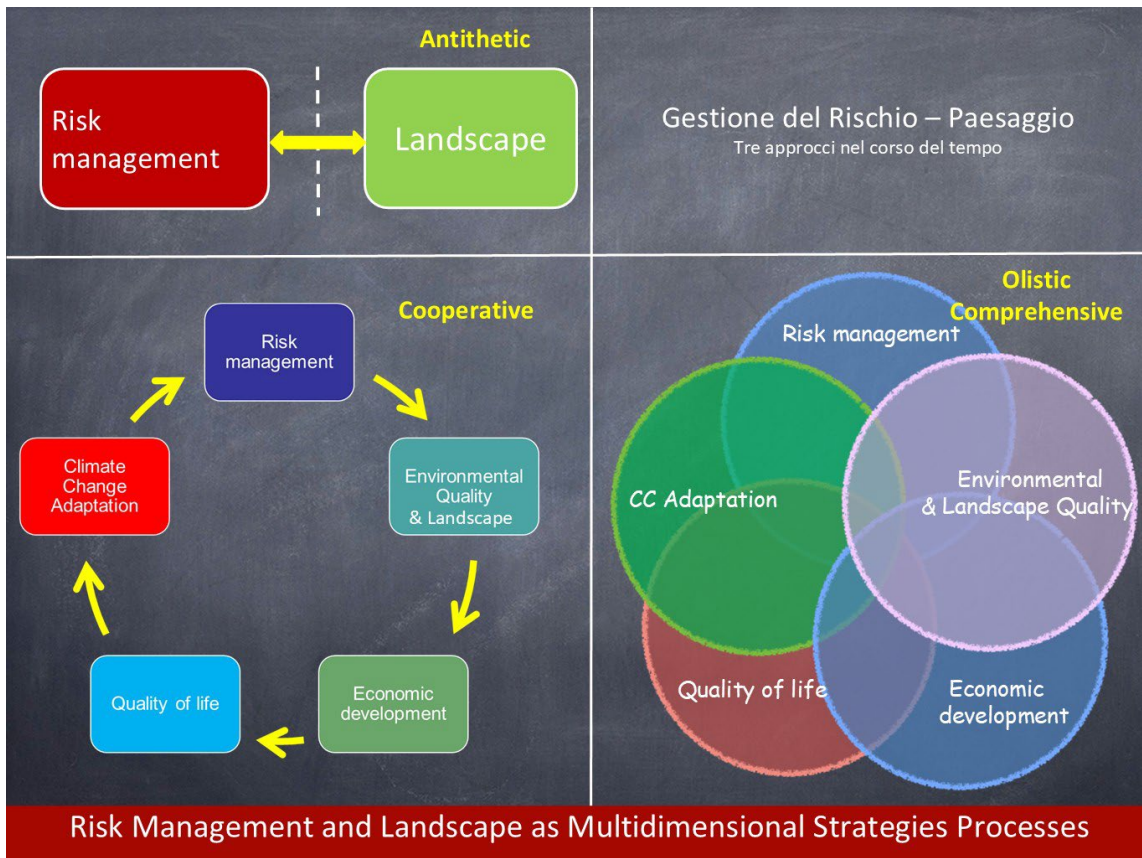 Antithetic
Risk
management
Landscape
Gestione del Rischio – Paesaggio
Tre approcci nel corso del tempo
Cooperative
Risk
management
Environmental
Quality
& Landscape
Economic
development
Quality of life
Climate
Change
Adaptation
Olistic
Comprehensive
Risk management
CC Adaptation
Environmental
& Landscape Quality
Quality of life
Economic
development
Risk Management and Landscape as Multidimensional Strategies Processes